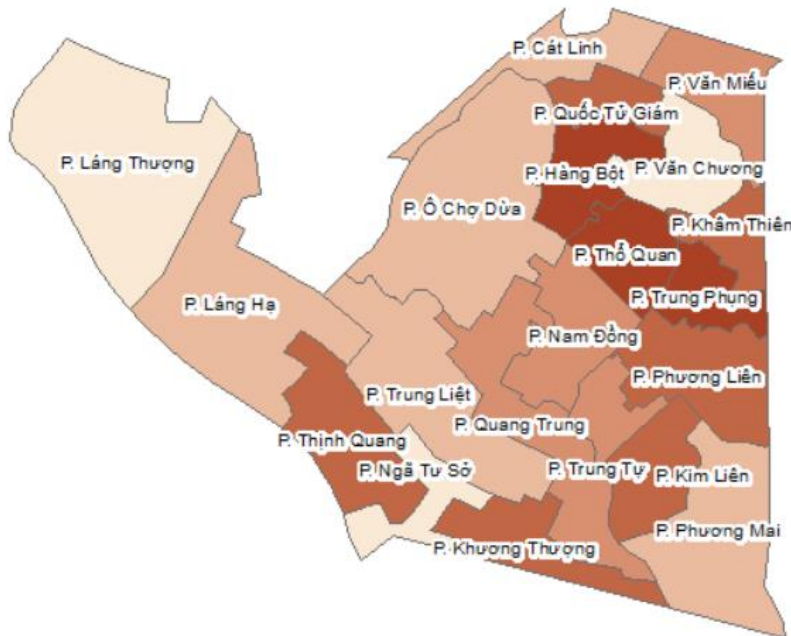 P. Cát Linh
P. Văn Miếu
P. Quốc Tử Giám
P. Láng Thượng
P. Hàng Bột
P. Văn Chương
P. Ô Chợ Dừa
P. Khâm Thiên
P. Thổ Quan
P. Trung Phụng
P. Láng Hạ
P. Nam Đồng
P. Phương Liên
P. Trung Liệt
P. Quang Trung
P. Thịnh Quang
P. Ngã Tư Sở
P. Trung Tự
P. Kim Liên
P. Phương Mai
P. Khương Thượng